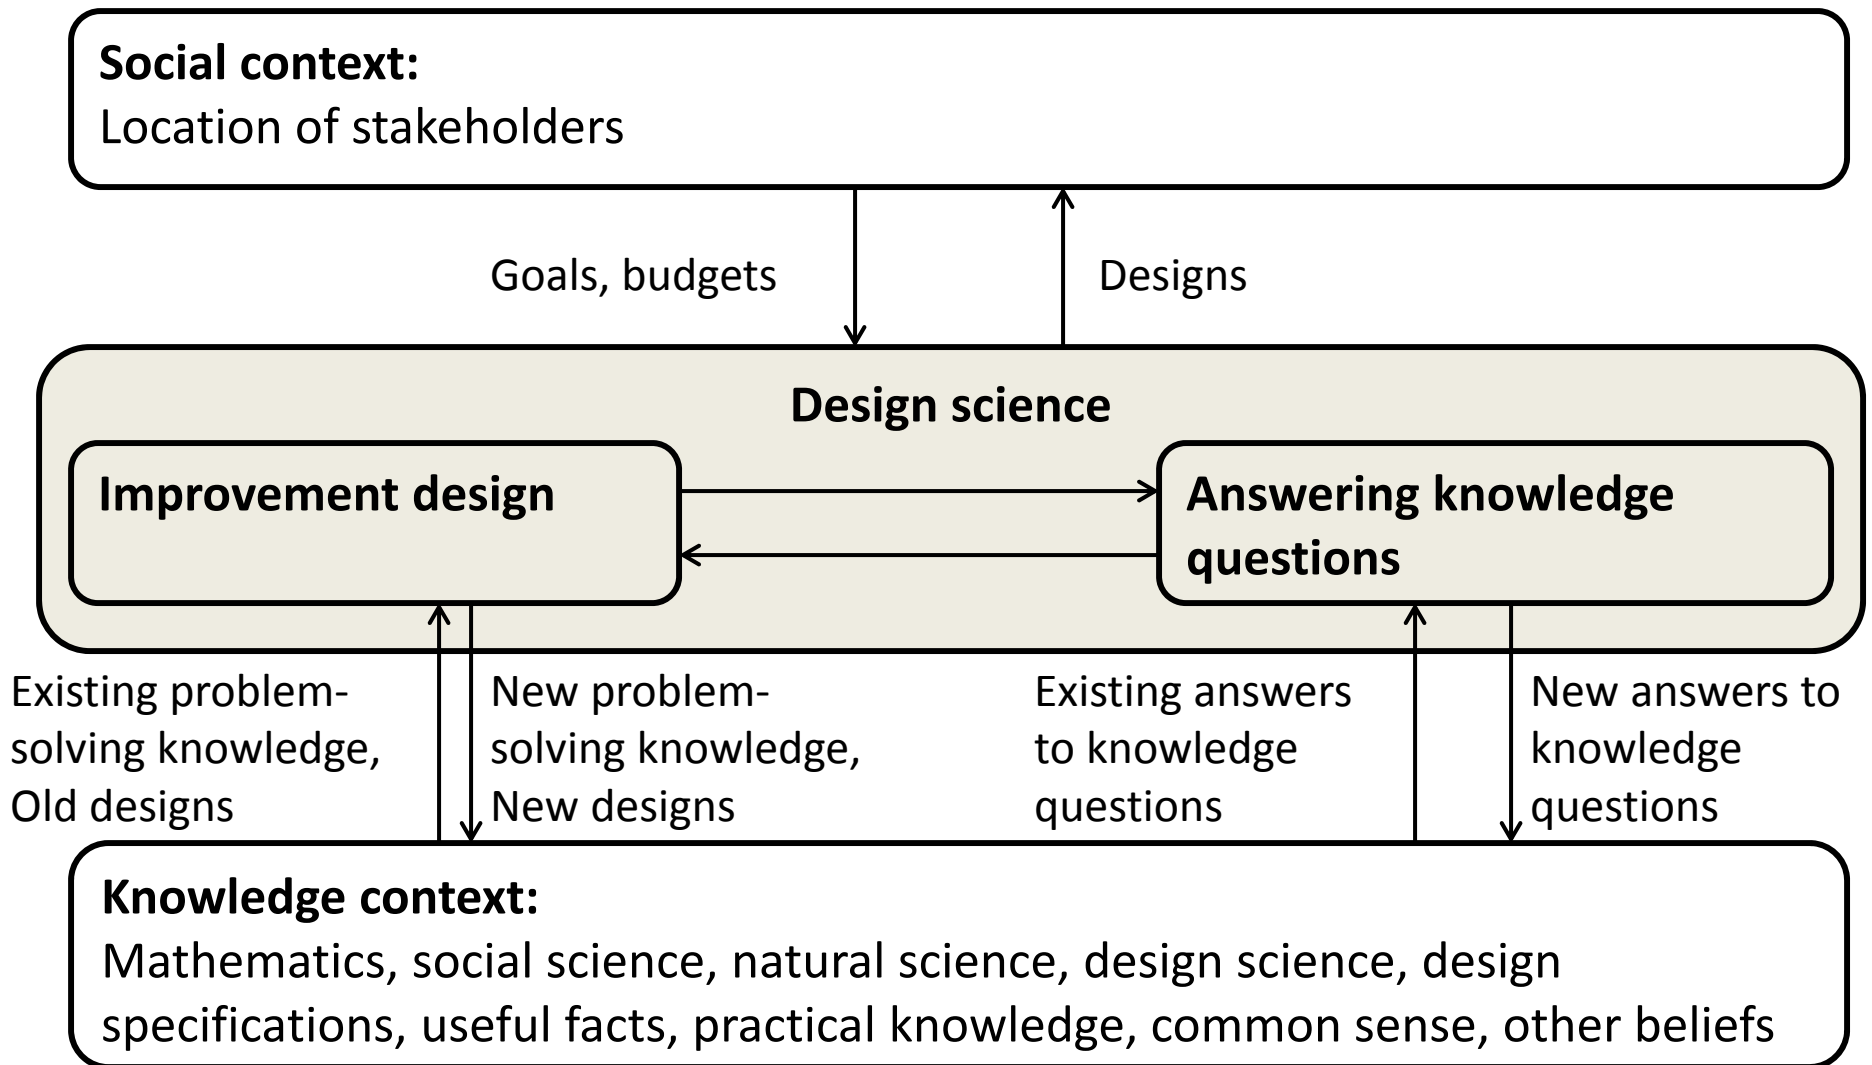 Social context:
Location of stakeholders
Goals, budgets
Designs
Design science
Improvement design
Answering knowledge
questions
Existing problem-
solving knowledge,
Old designs
New problem-
solving knowledge,
New designs
Existing answers
to knowledge
questions
New answers to
knowledge
questions
Knowledge context:
Mathematics, social science, natural science, design science, design
specifications, useful facts, practical knowledge, common sense, other beliefs